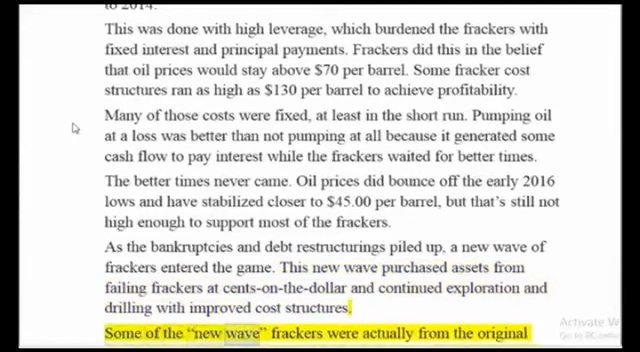 to 2014.
This was done with high leverage, which burdened the frackers with
fixed interest and principal payments. Frackers did this in the belief
that oil prices would stay above $70 per barrel. Some fracker cost
structures ran as high as $130 per barrel to achieve profitability.
Many of those costs were fixed, at least in the short run. Pumping oil
at a loss was better than not pumping at all because it generated some
cash flow to pay interest while the frackers waited for better times.
The better times never came. Oil prices did bounce off the early 2016
lows and have stabilized closer to $45.00 per barrel, but that's still not
high enough to support most of the frackers.
As the bankruptcies and debt restructurings piled up, a new wave of
frackers entered the game. This new wave purchased assets from
failing frackers at cents-on-the-dollar and continued exploration and
drilling with improved cost structures.
Some of the “new wave” frackers were actually from the original
Activate W
Go to PC